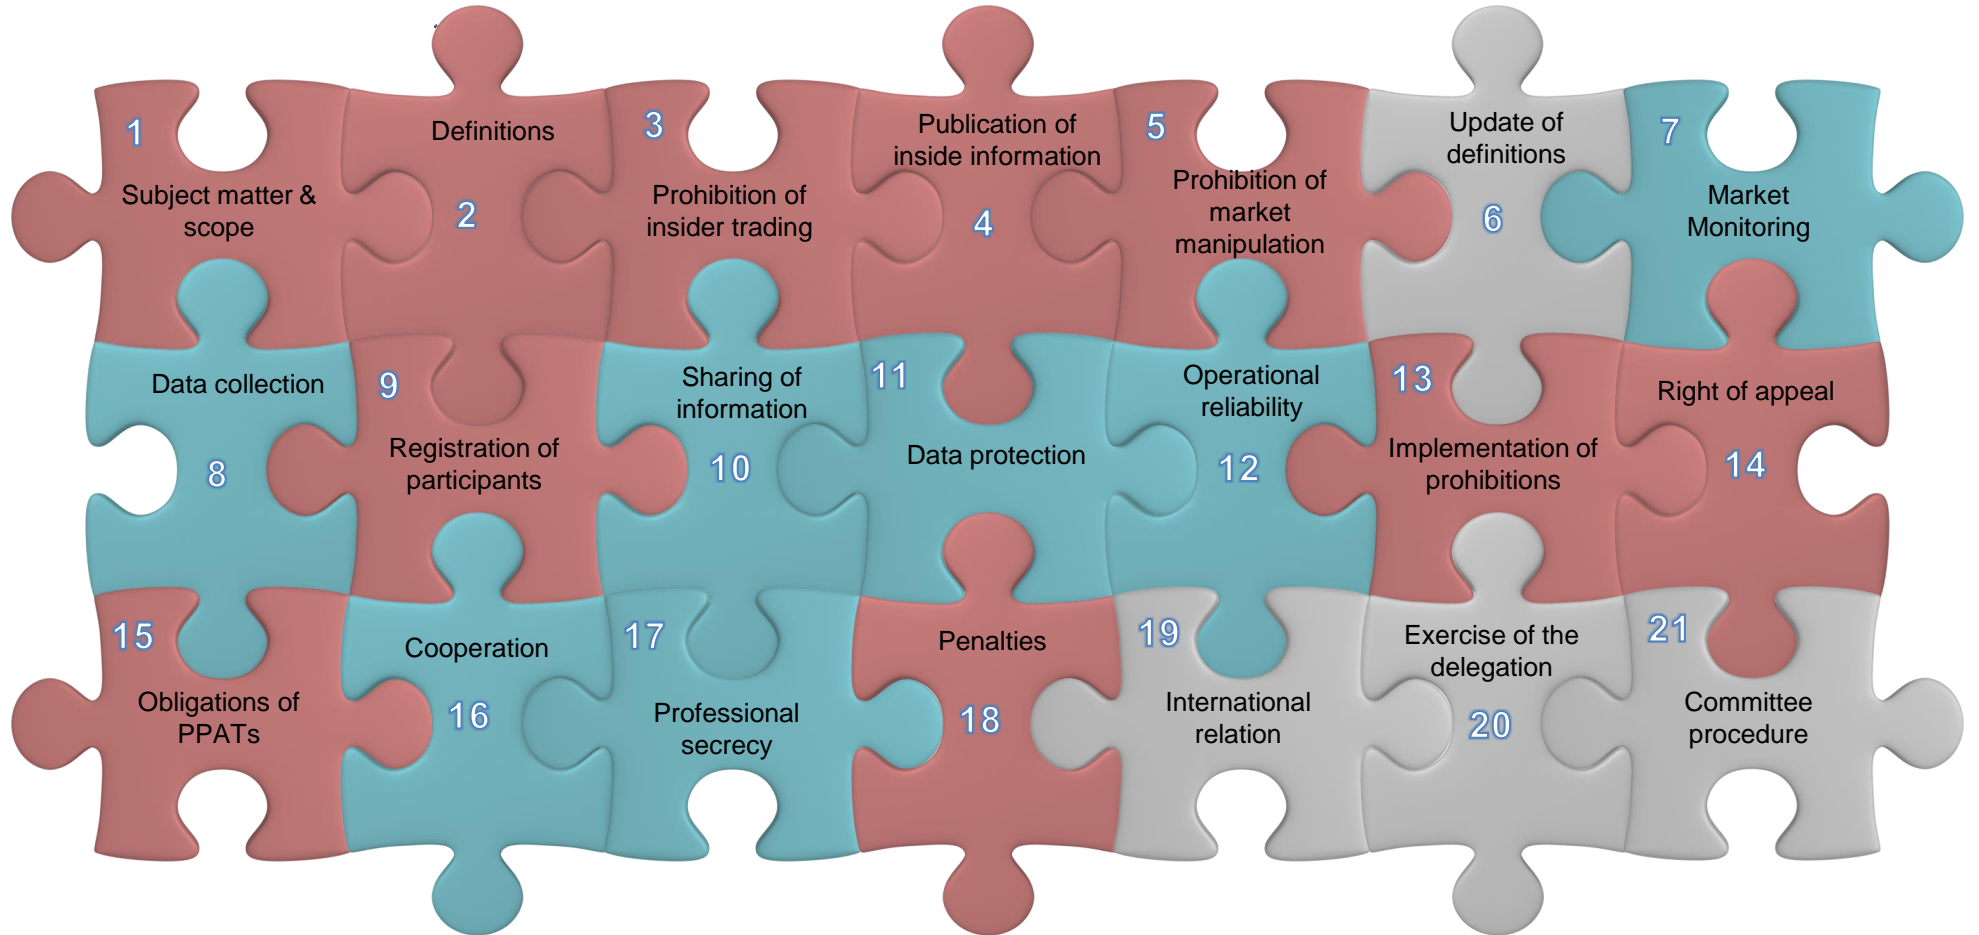 1
Subject matter &
scope
Definitions
2
3
Prohibition of
insider trading
Publication of
inside information
4
5
Prohibition of
market
manipulation
Update of
definitions
6
7
Market
Monitoring
Data collection
8
9
Registration of
participants
Sharing of
information
10
11
Data protection
Operational
reliability
12
13
Implementation of
prohibitions
Right of appeal
14
15
Obligations of
PPATs
Cooperation
16
17
Professional
secrecy
Penalties
18
19
International
relation
Exercise of the
delegation
20
21
Committee
procedure